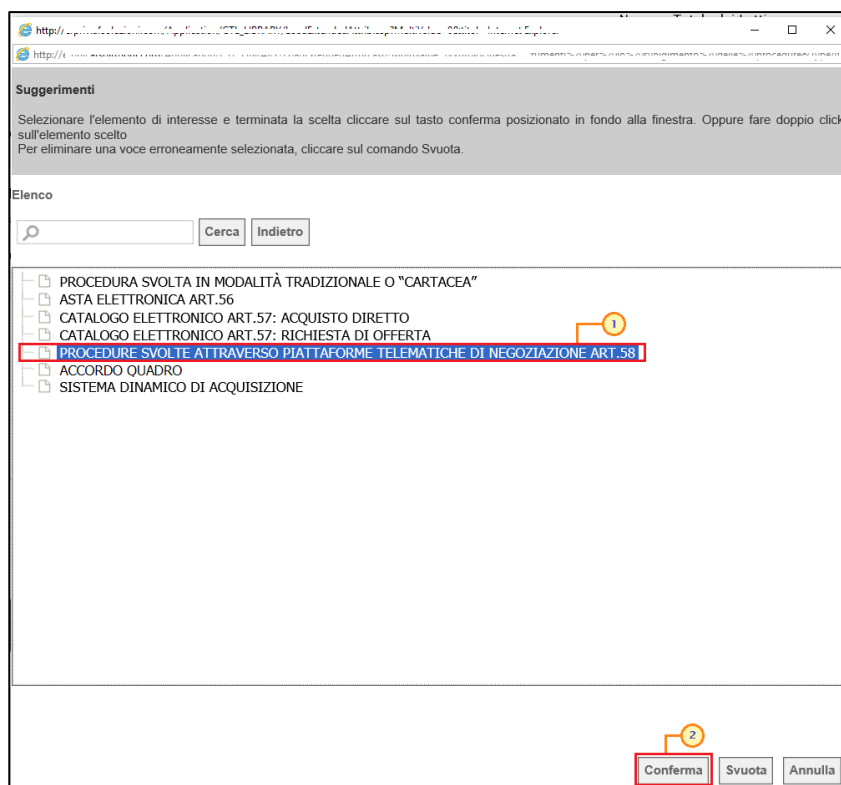 http://
http://
Suggerimenti
Selezionare l'elemento di interesse e terminata la scelta cliccare sul tasto conferma posizionato in fondo alla finestra. Oppure fare doppio click
sull'elemento scelto
Per eliminare una voce erroneamente selezionata, cliccare sul comando Svuota.
Elenco
Cerca Indietro
PROCEDURA SVOLTA IN MODALITÀ TRADIZIONALE O “CARTACEA”
ASTA ELETTRONICA ART.56
CATALOGO ELETTRONICO ART.57: ACQUISTO DIRETTO
CATALOGO ELETTRONICO ART.57: RICHIESTA DI OFFERTA
1
PROCEDURE SVOLTE ATTRAVERSO PIATTAFORME TELEMATICHE DI NEGOZIAZIONE ART.58
ACCORDO QUADRO
SISTEMA DINAMICO DI ACQUISIZIONE
2
Conferma Svuota Annulla